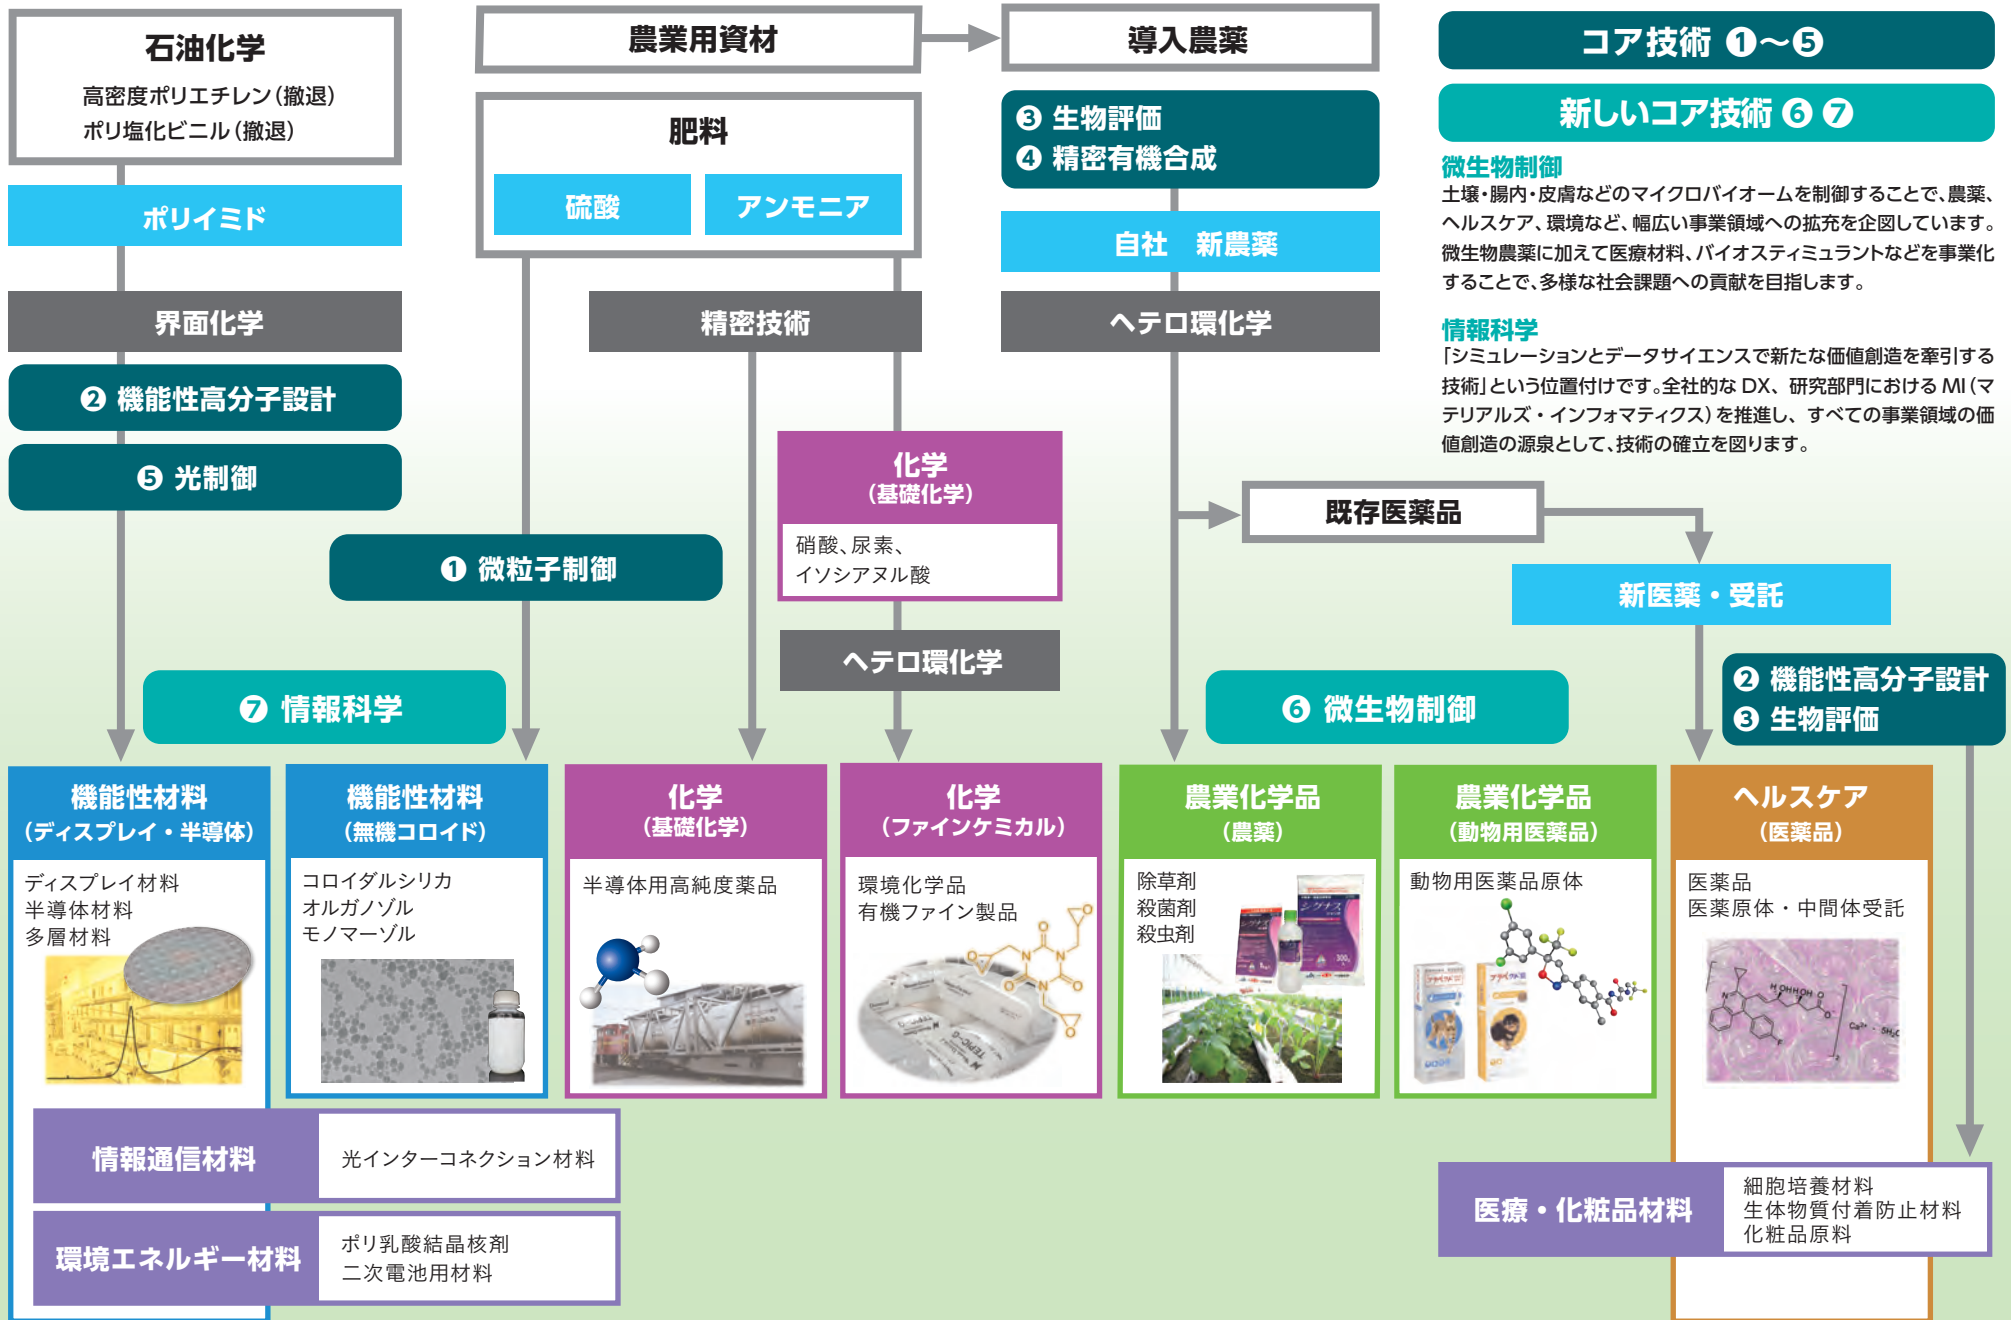 石油化学
高密度ポリエチレン（撤退）
ポリ塩化ビニル（撤退）
ポリイミド
界面化学
❷ 機能性高分子設計
❺ 光制御
農業用資材
肥料
硫酸
アンモニア
精密技術
❶ 微粒子制御
化学
（基礎化学）
硝酸、尿素、
イソシアヌル酸
ヘテロ環化学
導入農薬
❸ 生物評価
❹ 精密有機合成
自社　新農薬
ヘテロ環化学
既存医薬品
新医薬・受託
❷ 機能性高分子設計
❸ 生物評価
コア技術 ❶〜❺
新しいコア技術 ❻ ❼
微生物制御
土壌・腸内・皮膚などのマイクロバイオームを制御することで、農薬、
ヘルスケア、環境など、幅広い事業領域への拡充を企図しています。
微生物農薬に加えて医療材料、バイオスティミュラントなどを事業化
することで、多様な社会課題への貢献を目指します。
情報科学
「シミュレーションとデータサイエンスで新たな価値創造を牽引する
技術」という位置付けです。全社的な DX、研究部門における MI（マ
テリアルズ・インフォマティクス）を推進し、すべての事業領域の価
値創造の源泉として、技術の確立を図ります。
❼ 情報科学
❻ 微生物制御
機能性材料
（ディスプレイ・半導体）
ディスプレイ材料
半導体材料
多層材料
機能性材料
（無機コロイド）
コロイダルシリカ
オルガノゾル
モノマーゾル
化学
（基礎化学）
半導体用高純度薬品
化学
（ファインケミカル）
環境化学品
有機ファイン製品
TEPIC-G
農業化学品
（農薬）
除草剤
殺菌剤
殺虫剤
シグナス
農業化学品
（動物用医薬品）
動物用医薬品原体
ヘルスケア
（医薬品）
医薬品
医薬原体・中間体受託
情報通信材料
光インターコネクション材料
環境エネルギー材料
ポリ乳酸結晶核剤
二次電池用材料
医療・化粧品材料
細胞培養材料
生体物質付着防止材料
化粧品原料